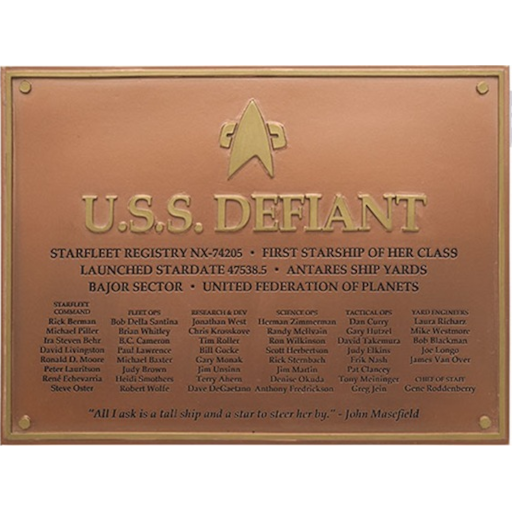 U.S.S. DEFIANT
STARFLEET REGISTRY NX-74205 • FIRST STARSHIP OF HER CLASS
LAUNCHED STARDATE 47538.5 • ANTARES SHIP YARDS
BAJOR SECTOR • UNITED FEDERATION OF PLANETS
STARFLEET
COMMAND
Rick Berman
Michael Piller
Ira Steven Behr
David Livingston
Ronald D. Moore
Peter Lauritson
René Echevarria
Steve Oster
FLEET OPS
Bob Della Santina
Brian Whitley
B.C. Cameron
Paul Lawrence
Michael Baxter
Judy Brown
Heidi Smothers
Robert Wolfe
RESEARCH & DEV
Jonathan West
Chris Krosskove
Tim Roller
Bill Gocke
Gary Monak
Jim Unsinn
Terry Ahern
Dave DeGaetano
SCIENCE OPS
Herman Zimmerman
Randy McIlvain
Ron Wilkinson
Scott Herbertson
Rick Sternbach
Jim Martin
Denise Okuda
Anthony Fredrickson
TACTICAL OPS
Dan Curry
Gary Hutzel
David Takemura
Judy Elkins
Frik Nash
Pat Clancey
Tony Meininger
Greg Jein
YARD ENGINEERS
Laura Richarz
Mike Westmore
Bob Blackman
Joe Longo
James Van Over
CHIEF OF STAFF
Gene Roddenberry
"All I ask is a tall ship and a star to steer her by." - John Masefield